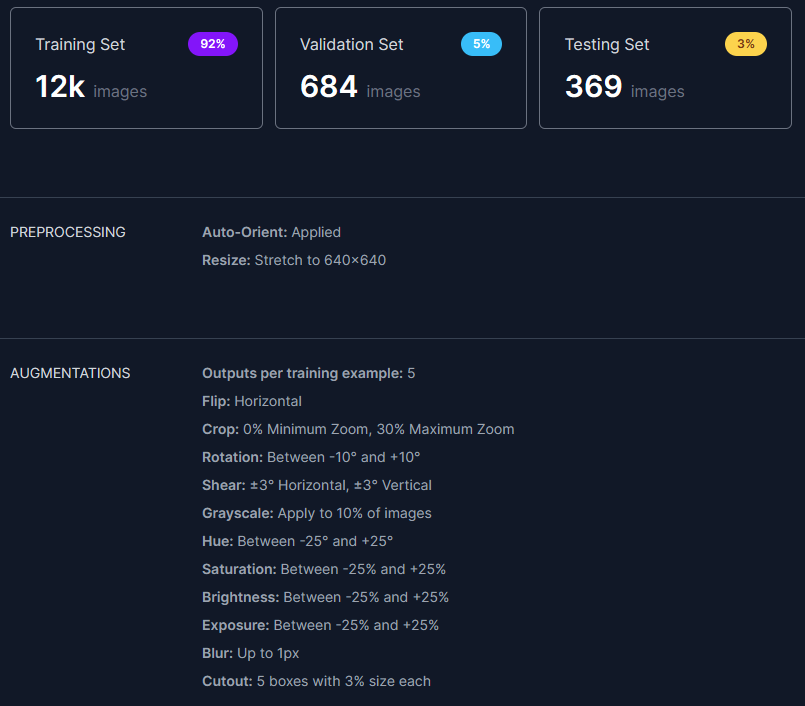 Training Set 92%
12k images
Validation Set 5%
684 images
Testing Set 3%
369 images
PREPROCESSING
Auto-Orient: Applied
Resize: Stretch to 640×640
AUGMENTATIONS
Outputs per training example: 5
Flip: Horizontal
Crop: 0% Minimum Zoom, 30% Maximum Zoom
Rotation: Between -10° and +10°
Shear: ±3° Horizontal, ±3° Vertical
Grayscale: Apply to 10% of images
Hue: Between -25° and +25°
Saturation: Between -25% and +25%
Brightness: Between -25% and +25%
Exposure: Between -25% and +25%
Blur: Up to 1px
Cutout: 5 boxes with 3% size each